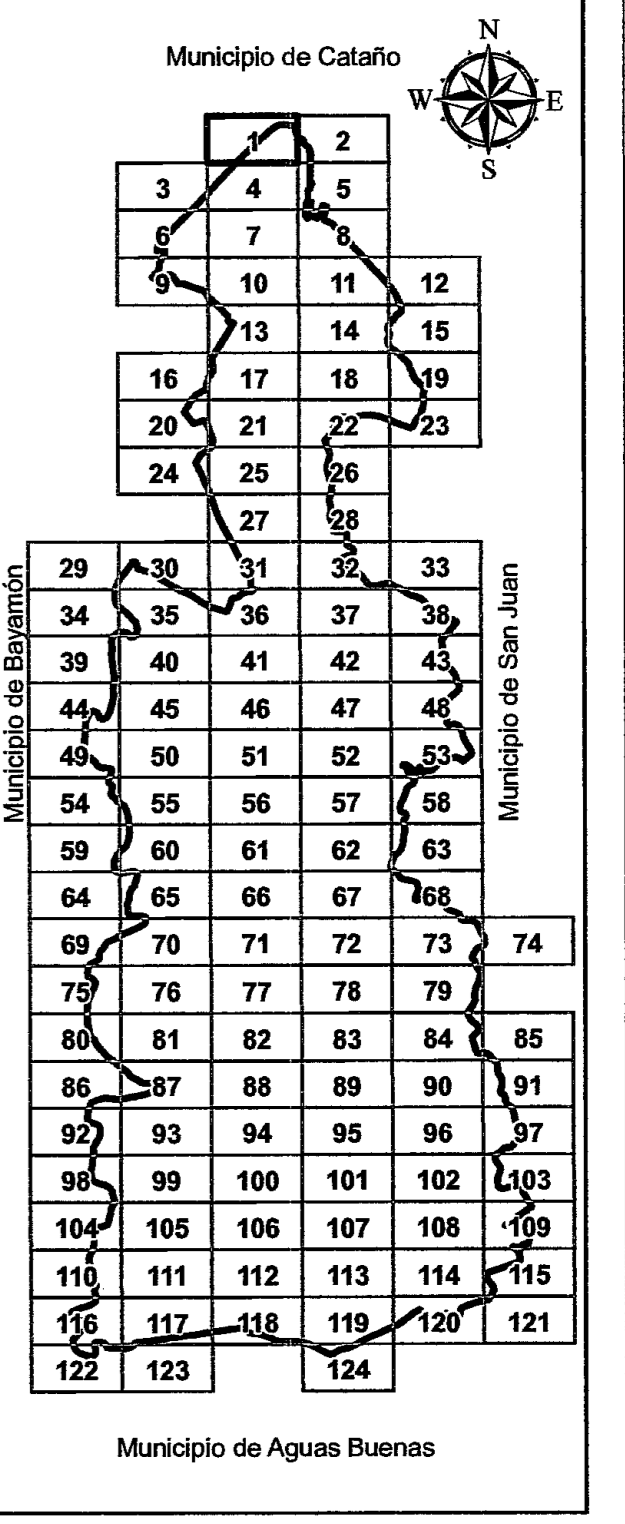 N
Municipio de Cataño
W E
S
1 2
3 4 5
6 7 8
9 10 11 12
13 14 15
16 17 18 19
20 21 22 23
24 25 26
27 28
29 30 31 32 33
34 35 36 37 38
39 40 41 42 43
44 45 46 47 48
49 50 51 52 53
54 55 56 57 58
59 60 61 62 63
64 65 66 67 68
69 70 71 72 73 74
75 76 77 78 79
80 81 82 83 84 85
86 87 88 89 90 91
92 93 94 95 96 97
98 99 100 101 102 103
104 105 106 107 108 109
110 111 112 113 114 115
116 117 118 119 120 121
122 123 124
Municipio de Bayamón
Municipio de San Juan
Municipio de Aguas Buenas